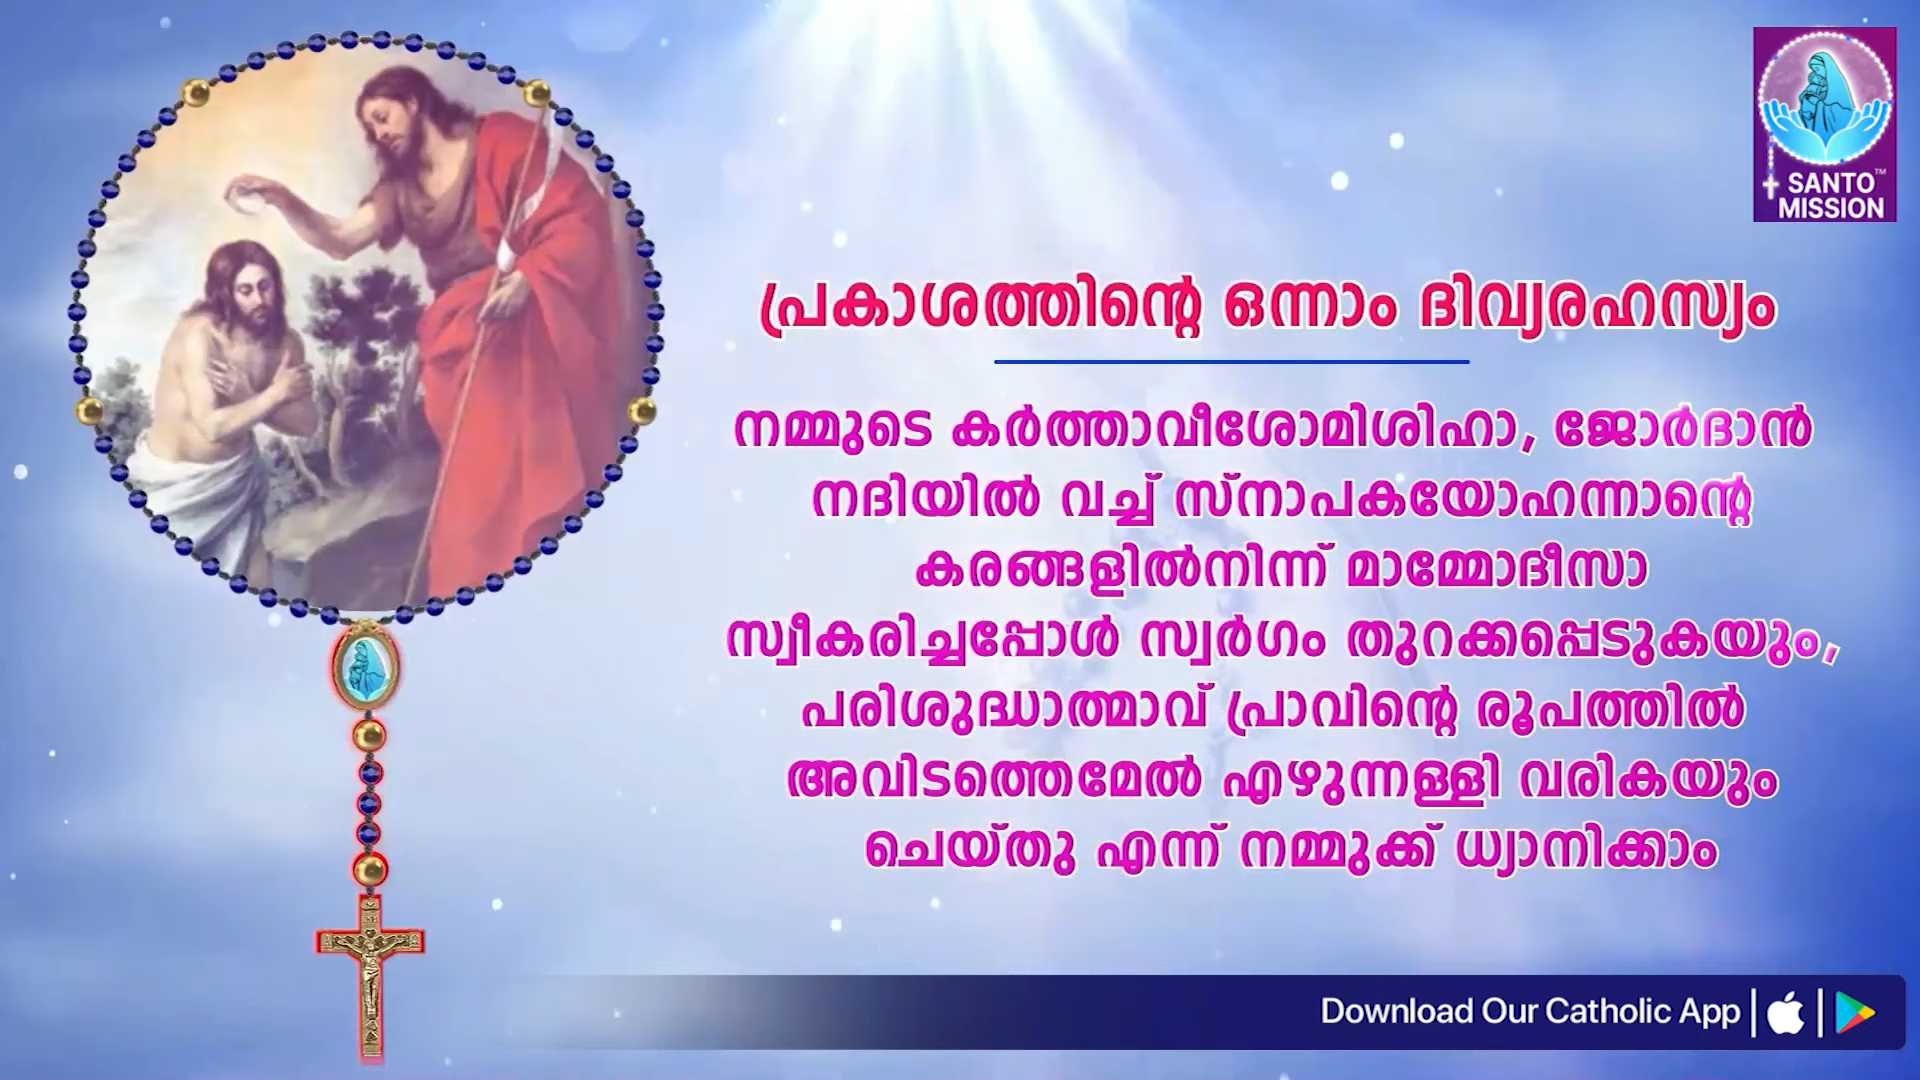 SANTO™
MISSION
പ്രകാശത്തിന്റെ ഒന്നാം ദിവ്യരഹസ്യം
നമ്മുടെ കർത്താവീശോമിശിഹാ, ജോർദാൻ
നദിയിൽ വച്ച് സ്നാപകയോഹന്നാന്റെ
കരങ്ങളിൽനിന്ന് മാമ്മോദീസാ
സ്വീകരിച്ചപ്പോൾ സ്വർഗം തുറക്കപ്പെടുകയും,
പരിശുദ്ധാത്മാവ് പ്രാവിന്റെ രൂപത്തിൽ
അവിടത്തെമേൽ എഴുന്നള്ളി വരികയും
ചെയ്തു എന്ന് നമ്മുക്ക് ധ്യാനിക്കാം
Download Our Catholic App